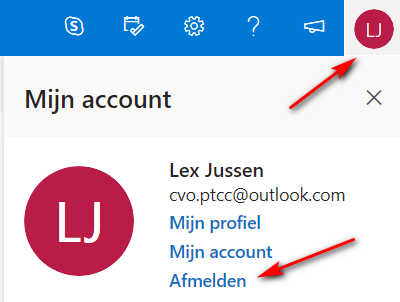 LJ
Mijn account
LJ
Lex Jussen
cvo.ptcc@outlook.com
Mijn profiel
Mijn account
Afmelden